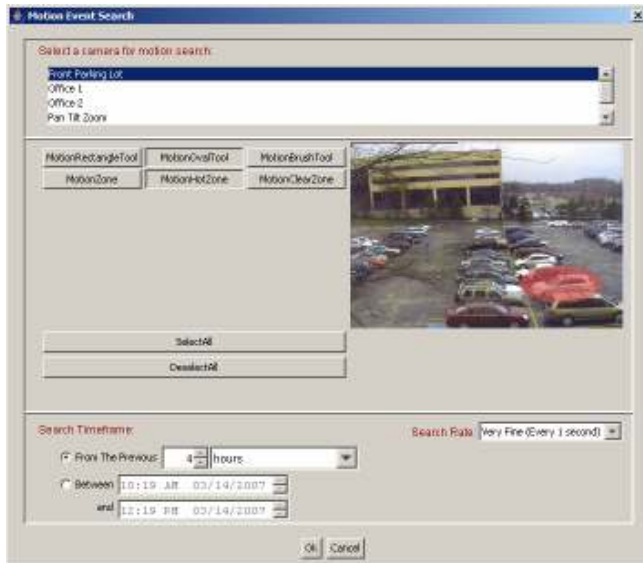 Motion Event Search
Select a camera for motion search:
Front Parking Lot
Office 1
Office 2
Pan Tilt Zoom
MotionRectangleTool MotionOvalTool MotionBrushTool
MotionZone MotionHotZone MotionClearZone
SelectAll
DeselectAll
Search Timeframe: Search Rate Very Fine (Every 1 second)
From The Previous 4 hours
Between 10:19 AM 03/14/2007
and 12:19 PM 03/14/2007
Ok Cancel